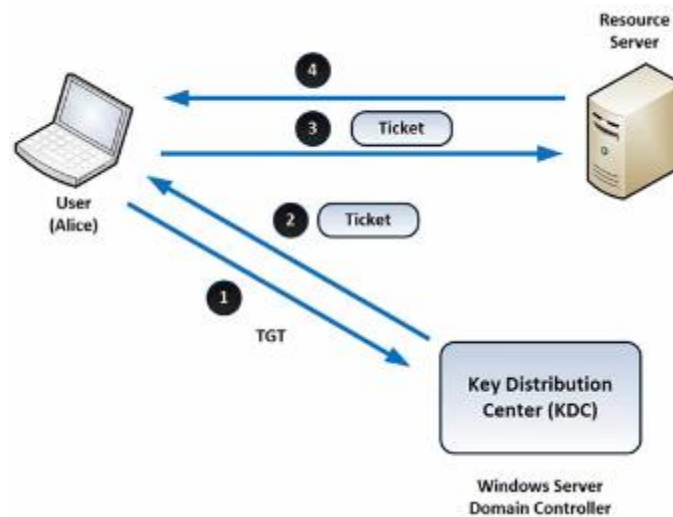 Resource
Server
4
3
Ticket
User
(Alice)
2
Ticket
1
TGT
Key Distribution
Center (KDC)
Windows Server
Domain Controller